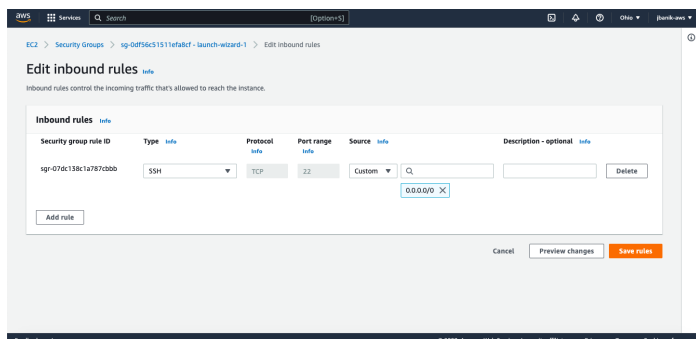 aws Services Search [Option+S] Ohio ▼ jbanik-aws ▼
EC2 > Security Groups > sg-0df56c51511efa8cf - launch-wizard-1 > Edit inbound rules
Edit inbound rules Info
Inbound rules control the incoming traffic that's allowed to reach the instance.
Inbound rules Info
Security group rule ID Type Info Protocol Info Port range Info Source Info Description - optional Info
sgr-07dc138c1a787cbbb SSH TCP 22 Custom Delete
0.0.0.0/0 X
Add rule
Cancel Preview changes Save rules